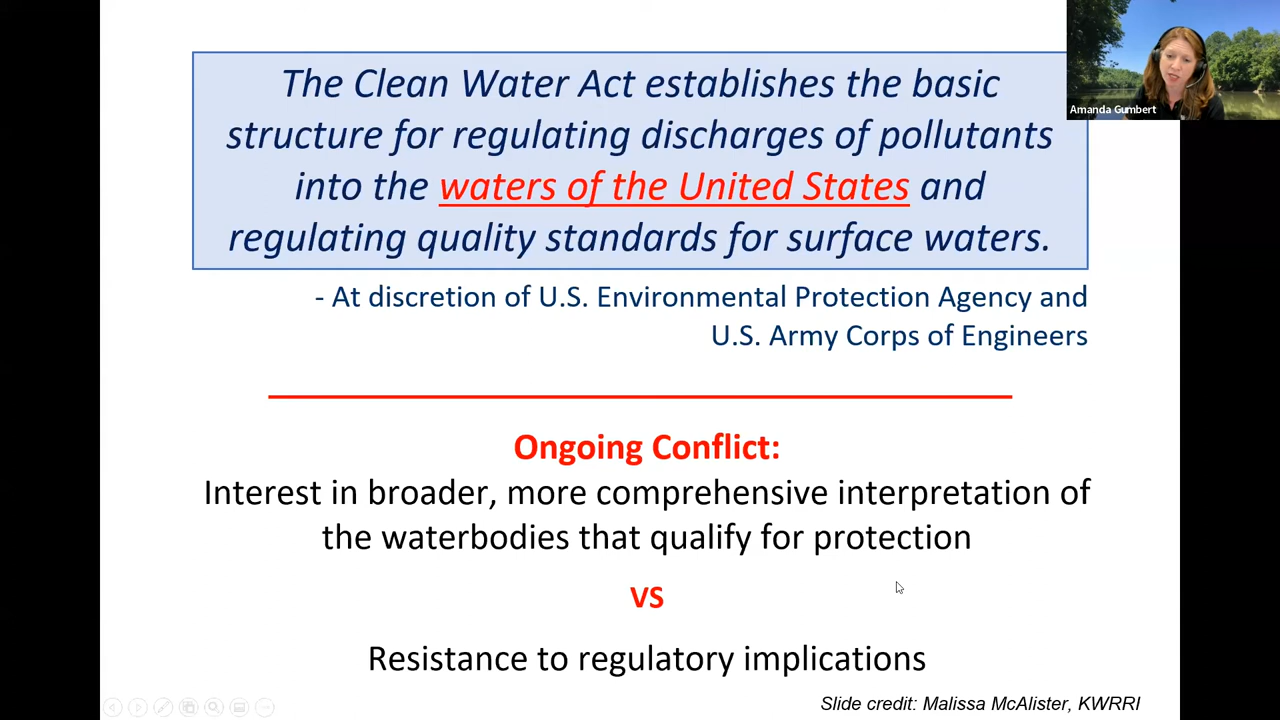 The Clean Water Act establishes the basic
structure for regulating discharges of pollutants
into the waters of the United States and
regulating quality standards for surface waters.
Amanda Gumbert
- At discretion of U.S. Environmental Protection Agency and
U.S. Army Corps of Engineers
Ongoing Conflict:
Interest in broader, more comprehensive interpretation of
the waterbodies that qualify for protection
VS
Resistance to regulatory implications
Slide credit: Malissa McAlister, KWRRI